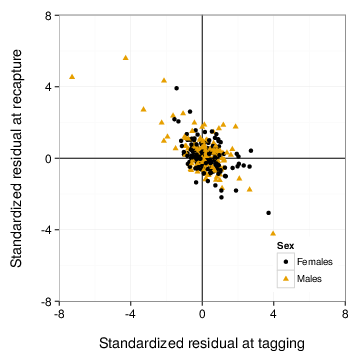 Standardized residual at recapture
8
4
0
-4
-8
Sex
Females
Males
-8
-4
0
4
8
Standardized residual at tagging